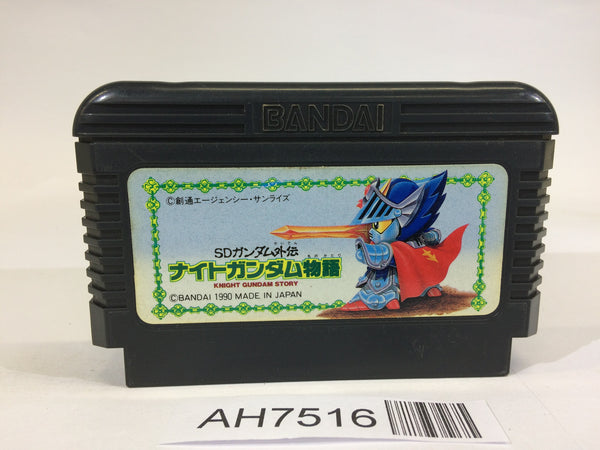 BANDAI
©創通エージェンシー・サンライズ
SDガンダム外伝
ナイトガンダム物語
KNIGHT GUNDAM STORY
©BANDAI 1990 MADE IN JAPAN
AH7516